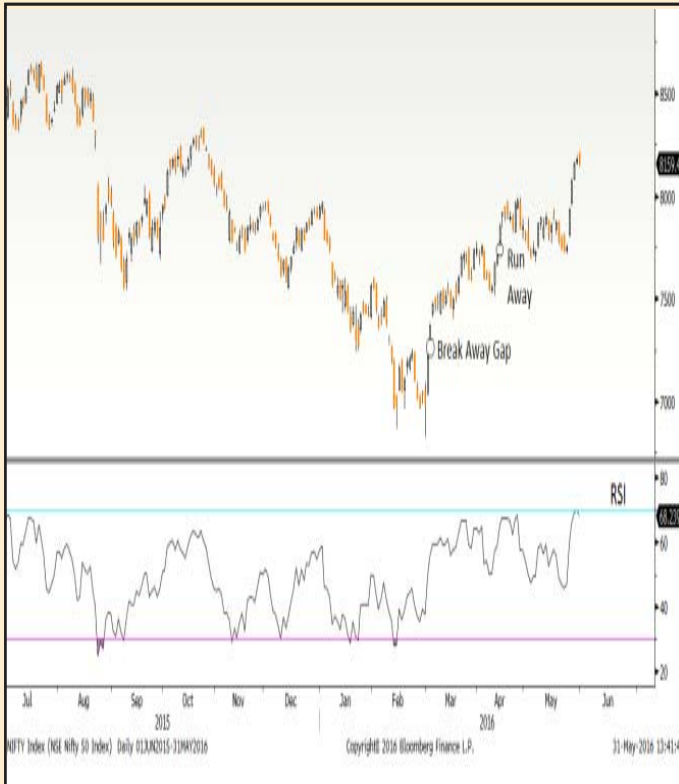 8500
8159.4
8000
Run
Away
7500
Break Away Gap
7000
80
RSI
68.239
60
40
20
Jul Aug Sep Oct Nov Dec Jan Feb Mar Apr May Jun
2015 2016
NIFTY Index (NSE Nifty 50 Index) Daily 01JUN2015-31MAY2016 Copyright© 2016 Bloomberg Finance L.P. 31-May-2016 13:41:4